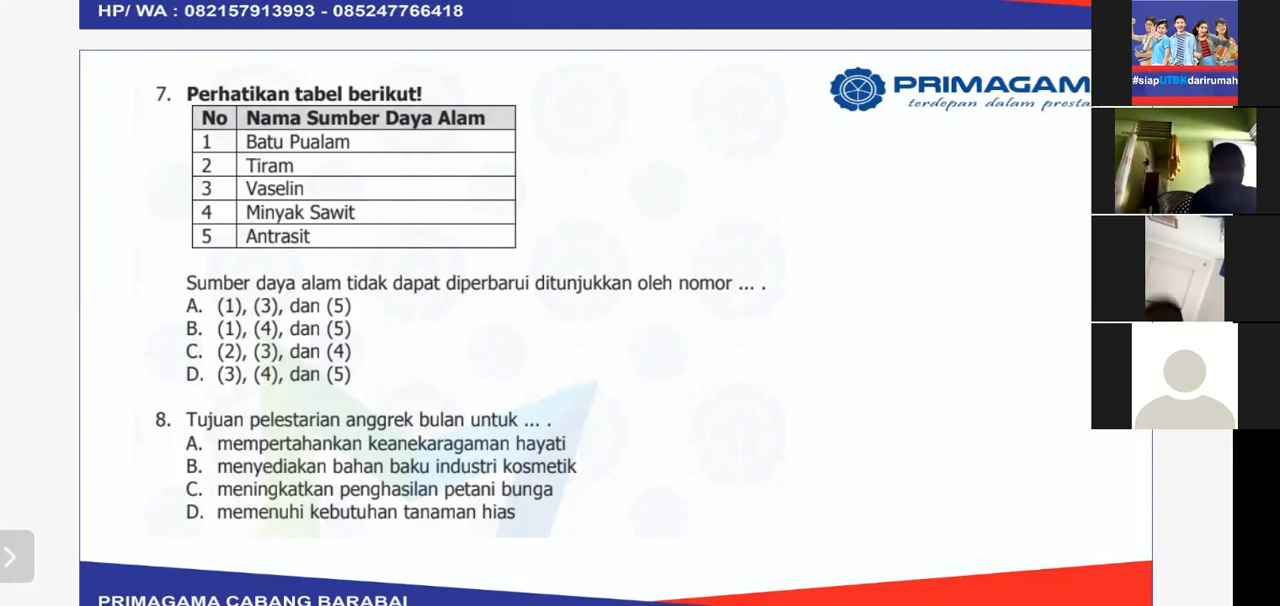 HP/ WA : 082157913993 - 085247766418
PRIMAGAM
terdepan dalam presta
#siapUTBKdarirumah
7. Perhatikan tabel berikut!
No Nama Sumber Daya Alam
1 Batu Pualam
2 Tiram
3 Vaselin
4 Minyak Sawit
5 Antrasit
Sumber daya alam tidak dapat diperbarui ditunjukkan oleh nomor ... .
A. (1), (3), dan (5)
B. (1), (4), dan (5)
C. (2), (3), dan (4)
D. (3), (4), dan (5)
8. Tujuan pelestarian anggrek bulan untuk ... .
A. mempertahankan keanekaragaman hayati
B. menyediakan bahan baku industri kosmetik
C. meningkatkan penghasilan petani bunga
D. memenuhi kebutuhan tanaman hias
PRIMAGAMA CABANG BARABAI